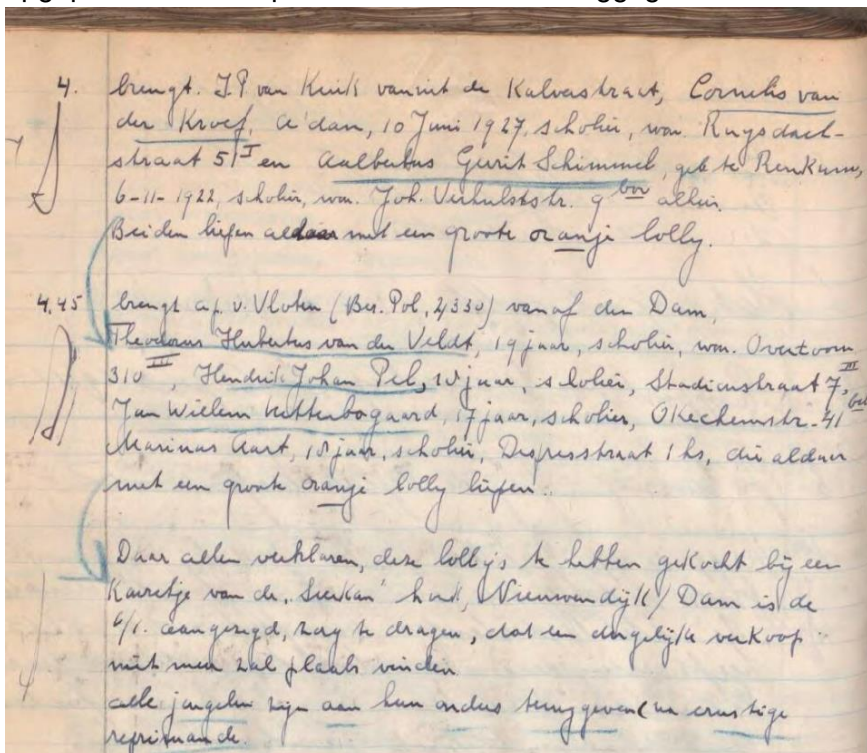 4. brengt J.P van Kuik vanuit de Kalverstraat, Cornelis van
der Kroef, A'dam, 10 Juni 1927, scholier, won. Ruysdael-
straat 51 I en Aalbertus Gerrit Schimmel, geb te Renkum,
6-11-1922, scholier, won. Joh. Verhulststr. 9 bov allen.
Beiden liepen aldaar met een groote oranje lolly.
4,45 brengt a.p. v. Vloten (Ber. Pol, 2/330) vanaf den Dam,
Theodorus Hubertus van der Veldt, 19 jaar, scholier, won. Overtoom
310 III, Hendrik Johan Pel, 18 jaar, scholier, Stadionstraat 7 III,
Jan Willem Uittenbogaard, 17 jaar, scholier, Okechemstr. 41
Marinus Aart, 18 jaar, scholier, straat 1 hs, die aldaar
met een groote oranje lolly liepen.
Daar allen verklaren, deze lolly's te hebben gekocht bij een
Karretje van de, hoek, Nieuwendijk/Dam is de
aangezegd, zorg te dragen, dat een dergelijke verkoop
niet meer zal plaats vinden
alle jongelui zijn aan hun ouders teruggeven (na ernstige
reprimande.